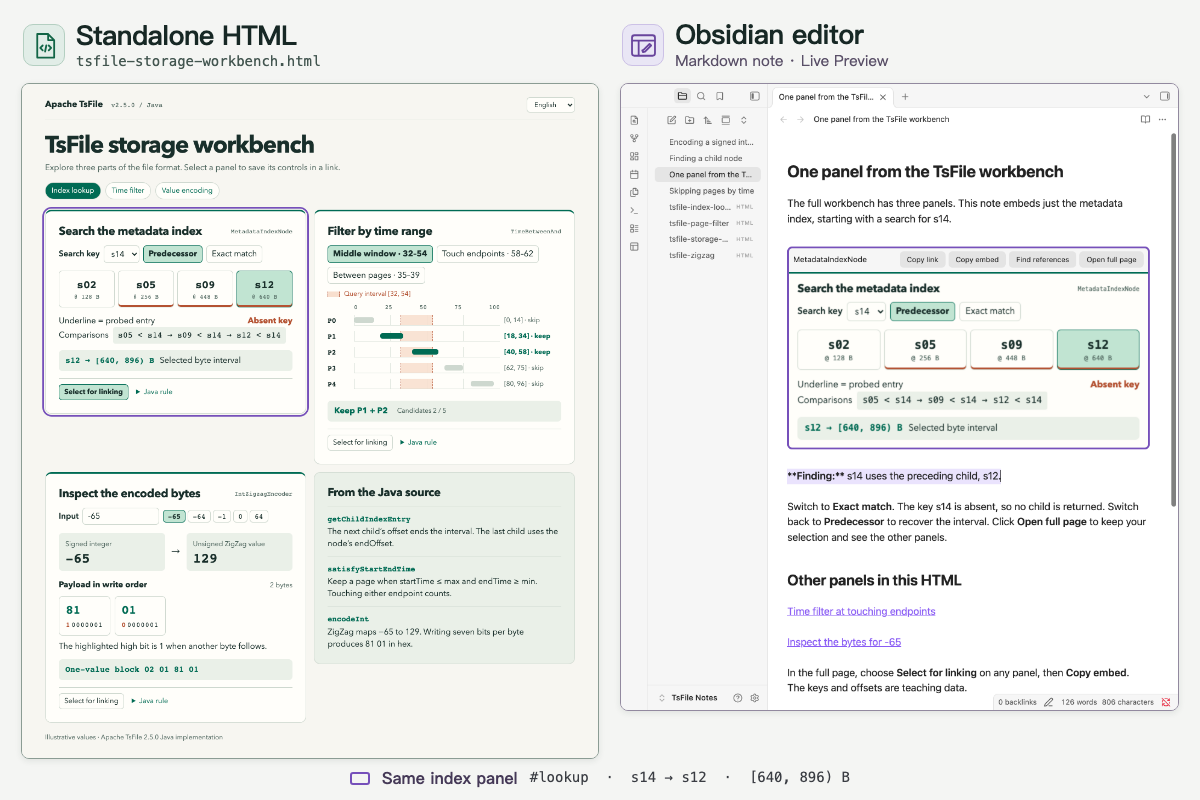 Standalone HTML
tsfile-storage-workbench.html
Apache TsFile v2.5.0 / Java
English
TsFile storage workbench
Explore three parts of the file format. Select a panel to save its controls in a link.
Index lookup Time filter Value encoding
Search the metadata index MetadataIndexNode
Search key s14 Predecessor Exact match
s02 s05 s09 s12
@ 128 B @ 256 B @ 448 B @ 640 B
Underline = probed entry Absent key
Comparisons s05 < s14 → s09 < s14 → s12 < s14
s12 → [640, 896) B Selected byte interval
Select for linking ▶ Java rule
Filter by time range TimeBetweenAnd
Middle window · 32-54 Touch endpoints · 58-62
Between pages · 35-39
Query interval [32, 54]
0 25 50 75 100
P0 [0, 14] · skip
P1 [18, 34] · keep
P2 [40, 58] · keep
P3 [62, 75] · skip
P4 [80, 96] · skip
Keep P1 + P2 Candidates 2 / 5
Select for linking ▶ Java rule
Inspect the encoded bytes IntZigzagEncoder
Input -65 -65 -64 -1 0 64
Signed integer Unsigned ZigZag value
-65 → 129
Payload in write order 2 bytes
81 01
10000001 00000001
The highlighted high bit is 1 when another byte follows.
One-value block 02 01 81 01
Select for linking ▶ Java rule
From the Java source
getChildIndexEntry
The next child's offset ends the interval. The last child uses the
node's endOffset.
satisfyStartEndTime
Keep a page when startTime ≤ max and endTime ≥ min.
Touching either endpoint counts.
encodeInt
ZigZag maps −65 to 129. Writing seven bits per byte
produces 81 01 in hex.
Illustrative values · Apache TsFile 2.5.0 Java implementation
Obsidian editor
Markdown note · Live Preview
One panel from the TsFil...
One panel from the TsFile workbench
Encoding a signed int...
Finding a child node
One panel from the T...
Skipping pages by time
tsfile-index-loo... HTML
tsfile-page-filter HTML
tsfile-storage-... HTML
tsfile-zigzag HTML
TsFile Notes
One panel from the TsFile workbench
The full workbench has three panels. This note embeds just the metadata
index, starting with a search for s14.
MetadataIndexNode Copy link Copy embed Find references Open full page
Search the metadata index MetadataIndexNode
Search key s14 Predecessor Exact match
s02 s05 s09 s12
@ 128 B @ 256 B @ 448 B @ 640 B
Underline = probed entry Absent key
Comparisons s05 < s14 → s09 < s14 → s12 < s14
s12 → [640, 896) B Selected byte interval
**Finding:** s14 uses the preceding child, s12.
Switch to Exact match. The key s14 is absent, so no child is returned. Switch
back to Predecessor to recover the interval. Click Open full page to keep your
selection and see the other panels.
Other panels in this HTML
Time filter at touching endpoints
Inspect the bytes for -65
In the full page, choose Select for linking on any panel, then Copy embed.
The keys and offsets are teaching data.
0 backlinks 126 words 806 characters
Same index panel #lookup · s14 → s12 · [640, 896) B